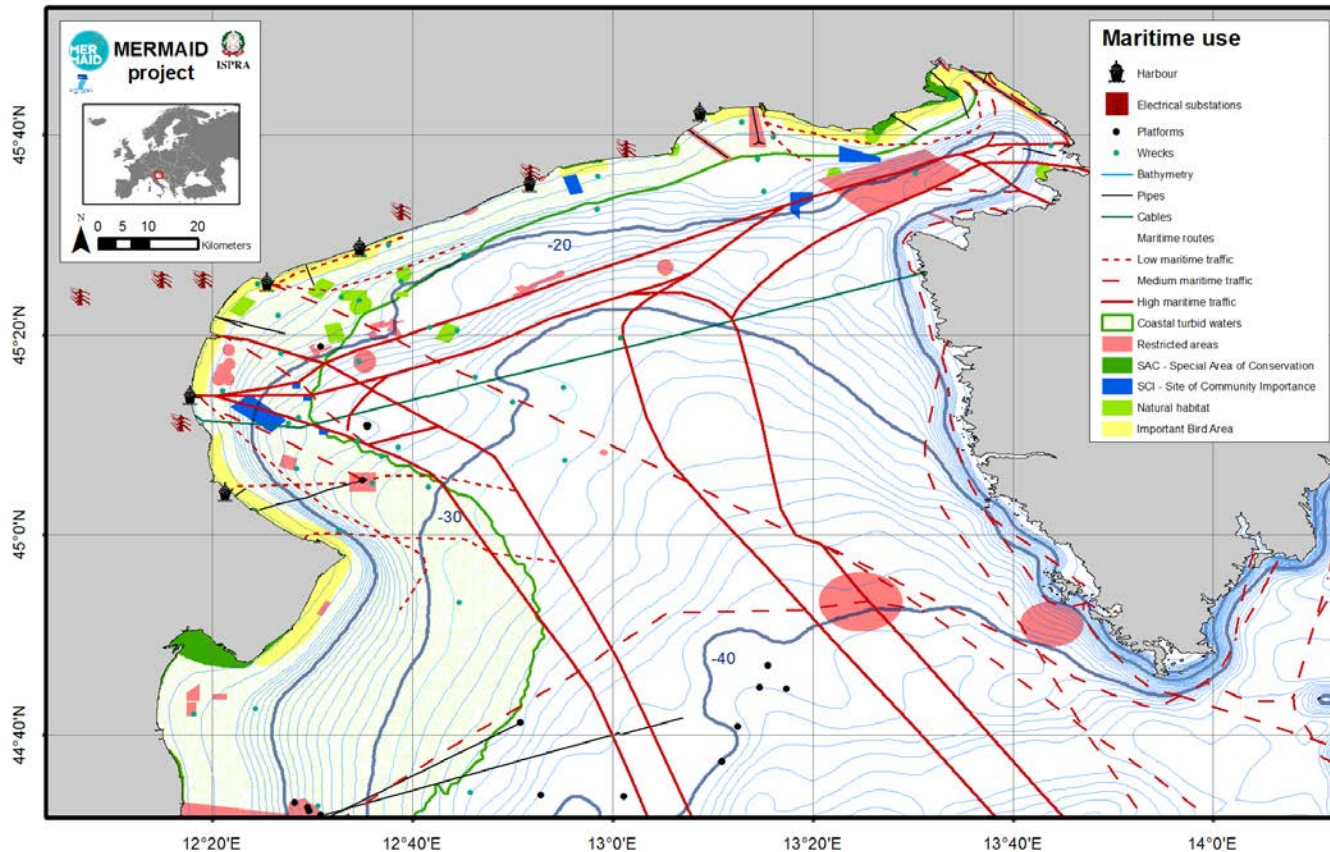 MER
MAID
MERMAID
project
ISPRA
N
0 5 10 20
Kilometers
Maritime use
Harbour
Electrical substations
Platforms
Wrecks
Bathymetry
Pipes
Cables
Maritime routes
Low maritime traffic
Medium maritime traffic
High maritime traffic
Coastal turbid waters
Restricted areas
SAC - Special Area of Conservation
SCI - Site of Community Importance
Natural habitat
Important Bird Area
45°40'N
45°20'N
45°0'N
44°40'N
-20
-30
-40
12°20'E 12°40'E 13°0'E 13°20'E 13°40'E 14°0'E